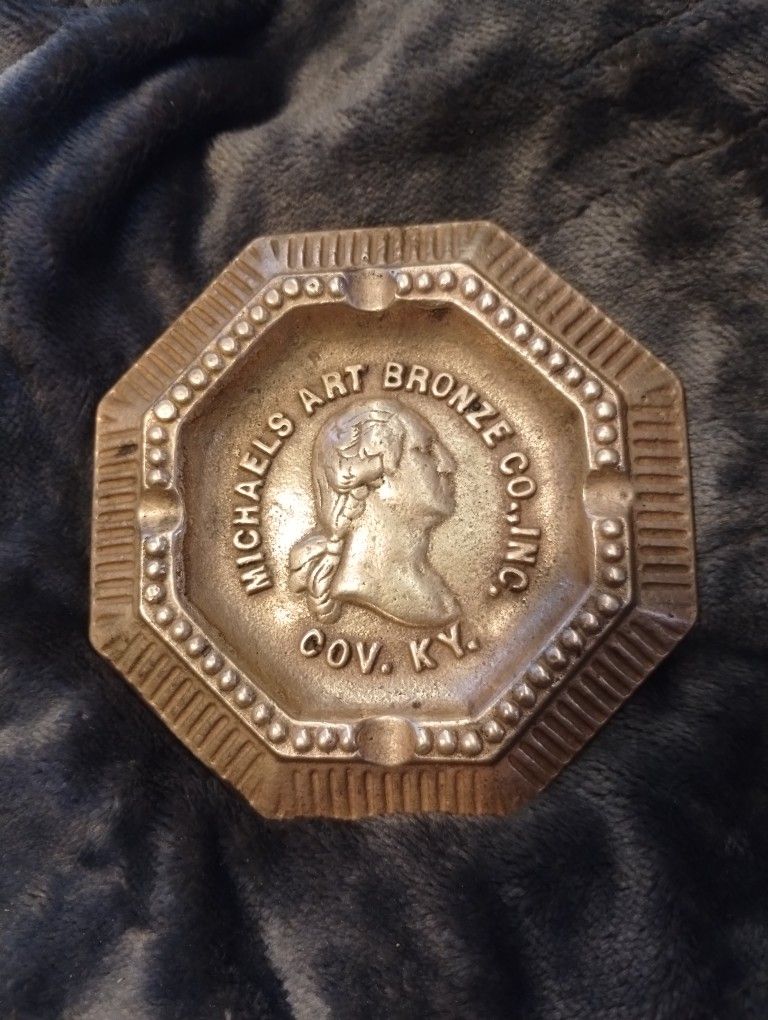 MICHAELS ART BRONZE CO., INC.
COV. KY.